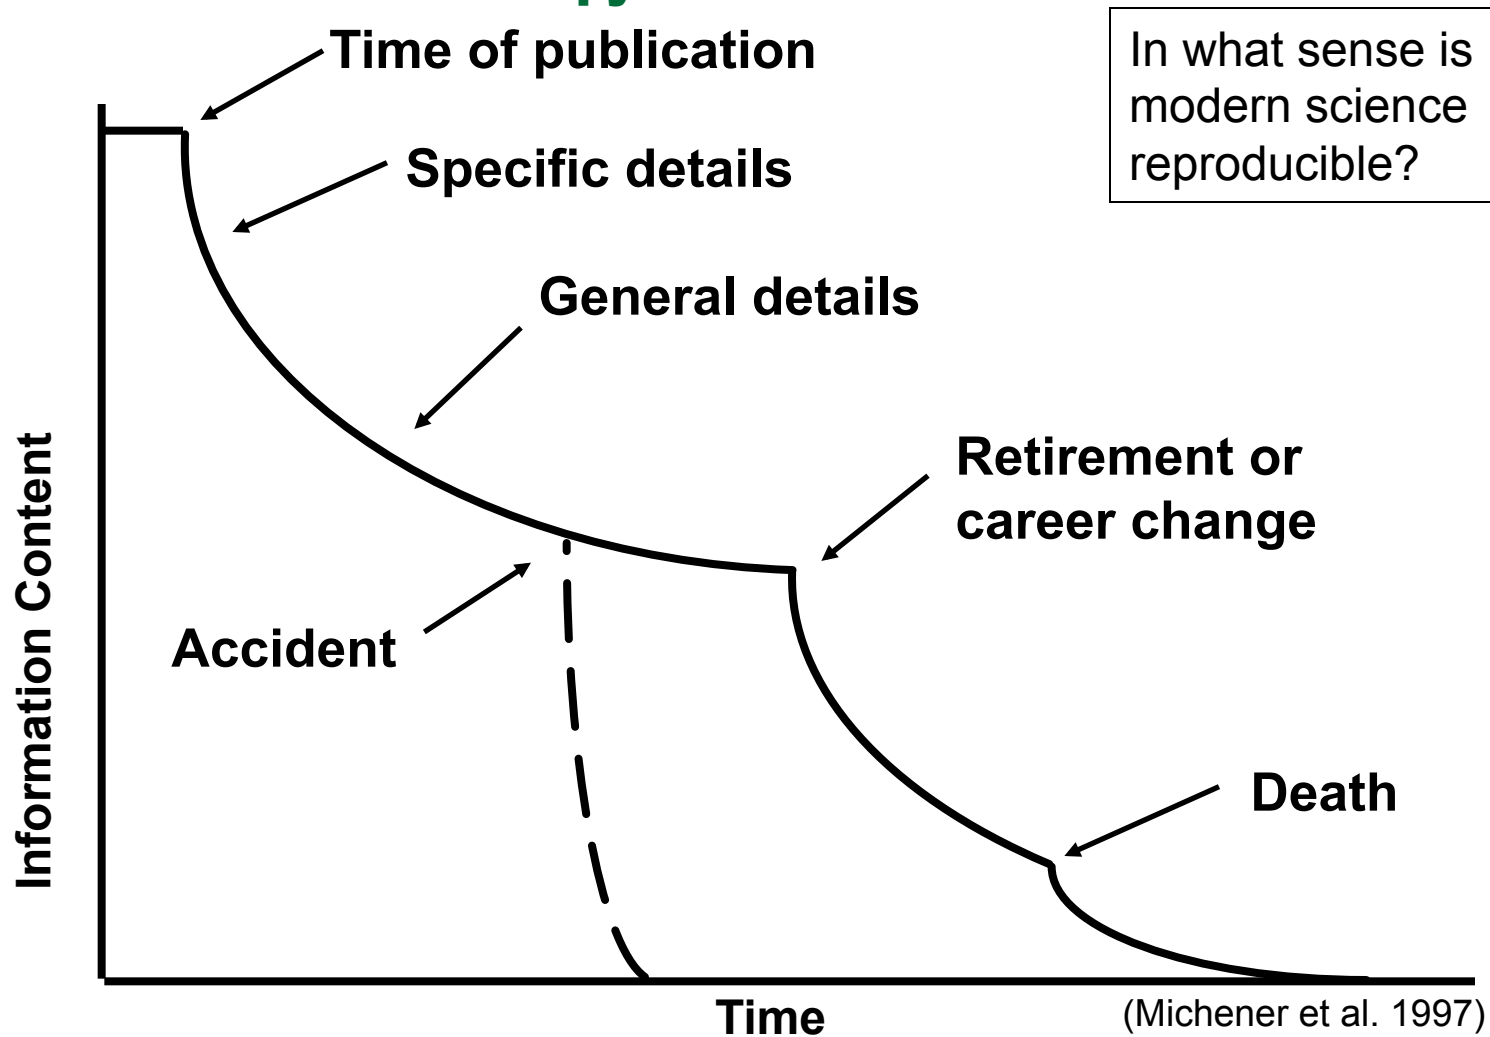 Time of publication
In what sense is
modern science
reproducible?
Specific details
General details
Retirement or
career change
Accident
Death
Information Content
Time
(Michener et al. 1997)